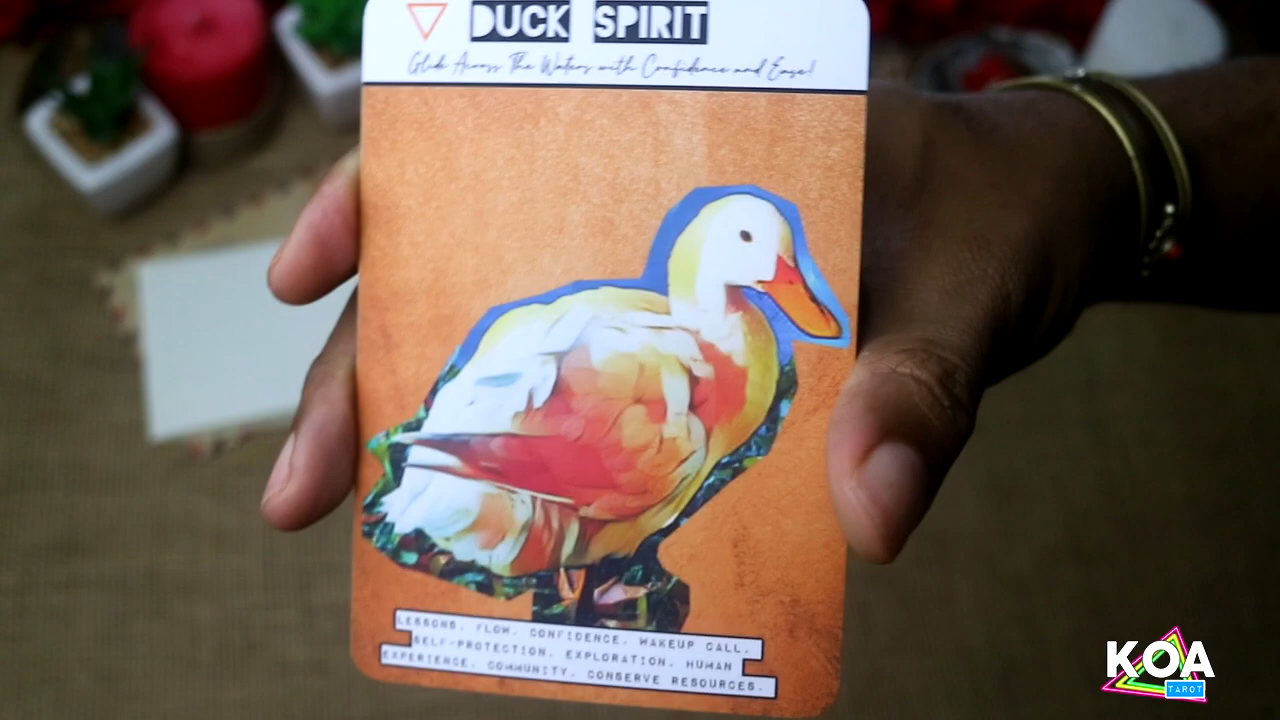 DUCK SPIRIT
Glide Across The Waters with Confidence and Ease!
LESSONS. FLOW. CONFIDENCE. WAKEUP CALL.
SELF-PROTECTION. EXPLORATION. HUMAN
EXPERIENCE. COMMUNITY. CONSERVE RESOURCES.
KOA
TAROT